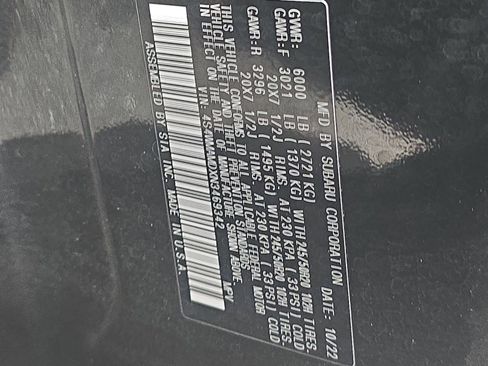 MFD. BY SUBARU CORPORATION DATE: 10/22
GVWR: 6000 LB (2721 KG)
GAWR:F 3021 LB (1370 KG) WITH 245/50R20 102H TIRES,
20X7 1/2J RIMS, AT 230 KPA (33 PSI) COLD
GAWR:R 3296 LB (1495 KG) WITH 245/50R20 102H TIRES,
20X7 1/2J RIMS, AT 230 KPA (33 PSI) COLD
THIS VEHICLE CONFORMS TO ALL APPLICABLE FEDERAL MOTOR
VEHICLE SAFETY AND THEFT PREVENTION STANDARDS
IN EFFECT ON THE DATE OF MANUFACTURE SHOWN ABOVE.
MPV
ASSEMBLED BY SIA INC. MADE IN U.S.A.